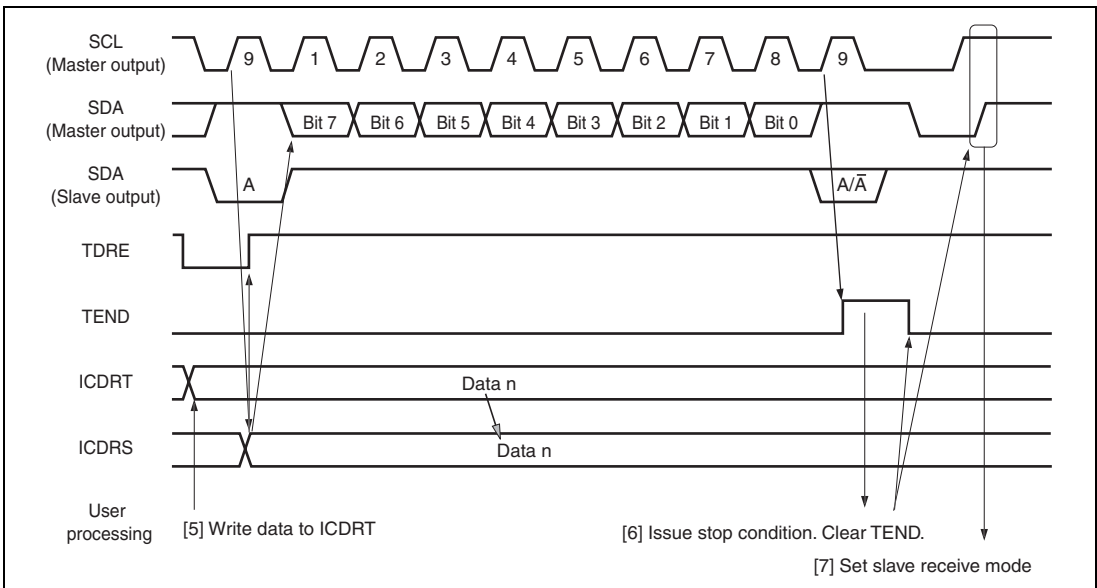 SCL
(Master output)
9 1 2 3 4 5 6 7 8 9
SDA
(Master output)
Bit 7 Bit 6 Bit 5 Bit 4 Bit 3 Bit 2 Bit 1 Bit 0
SDA
(Slave output)
A A/A̅
TDRE
TEND
ICDRT
Data n
ICDRS
Data n
User
processing
[5] Write data to ICDRT
[6] Issue stop condition. Clear TEND.
[7] Set slave receive mode